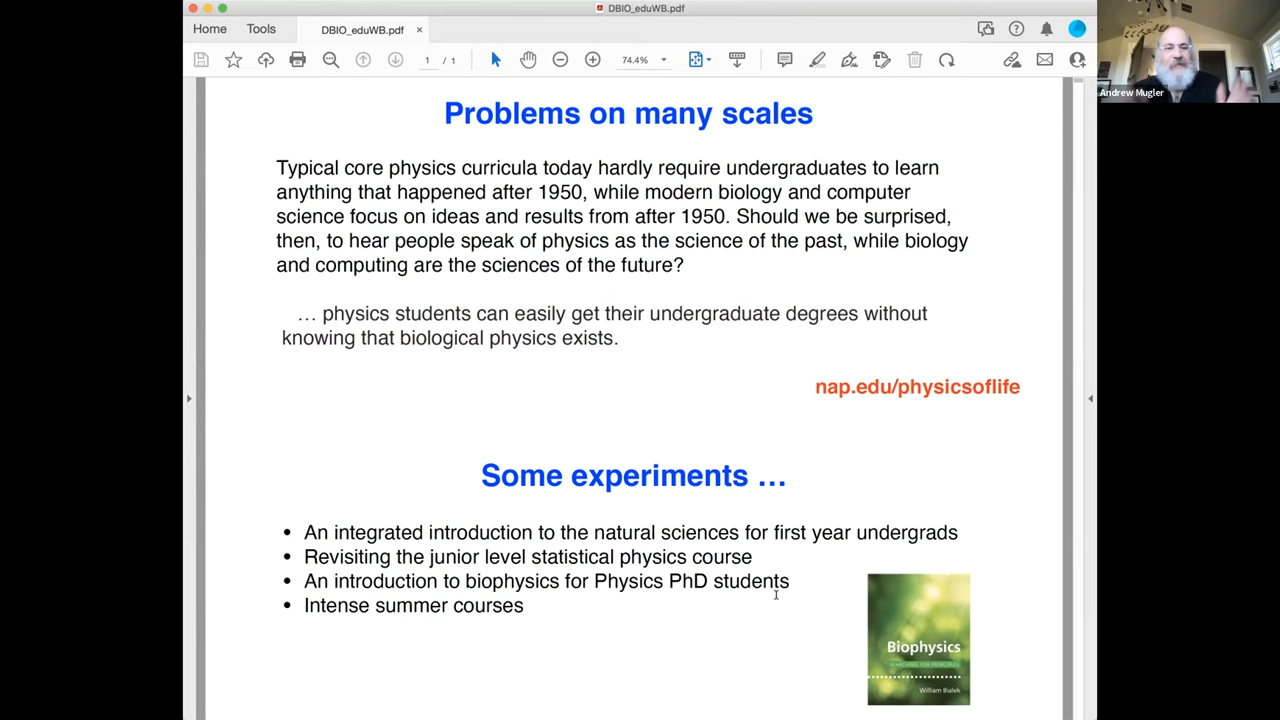 DBIO_eduWB.pdf
Home
Tools
DBIO_eduWB.pdf
×
1 / 1
74.4%
Andrew Mugler
Problems on many scales
Typical core physics curricula today hardly require undergraduates to learn
anything that happened after 1950, while modern biology and computer
science focus on ideas and results from after 1950. Should we be surprised,
then, to hear people speak of physics as the science of the past, while biology
and computing are the sciences of the future?
… physics students can easily get their undergraduate degrees without
knowing that biological physics exists.
nap.edu/physicsoflife
Some experiments …
• An integrated introduction to the natural sciences for first year undergrads
• Revisiting the junior level statistical physics course
• An introduction to biophysics for Physics PhD students
• Intense summer courses
Biophysics
SEARCHING FOR PRINCIPLES
William Bialek